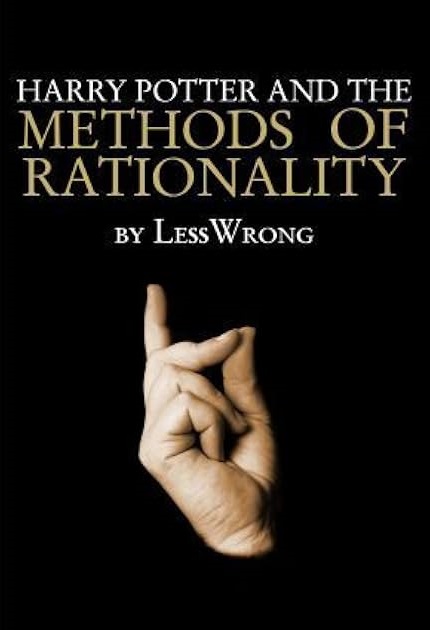 HARRY POTTER AND THE
METHODS OF
RATIONALITY
BY LESSWRONG